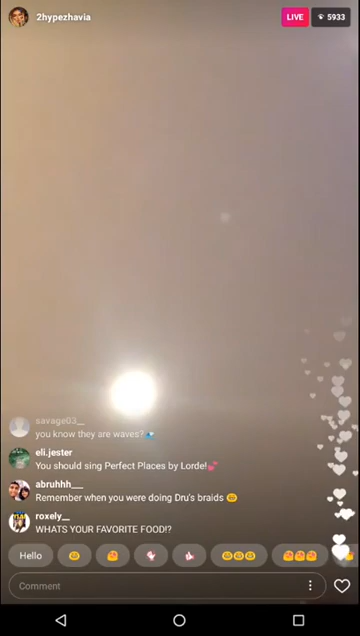 2hypezhavia
LIVE
5933
savage03__
you know they are waves?
eli.jester
You should sing Perfect Places by Lorde!
abruhhh___
Remember when you were doing Dru's braids
roxely__
WHATS YOUR FAVORITE FOOD!?
Hello
Comment